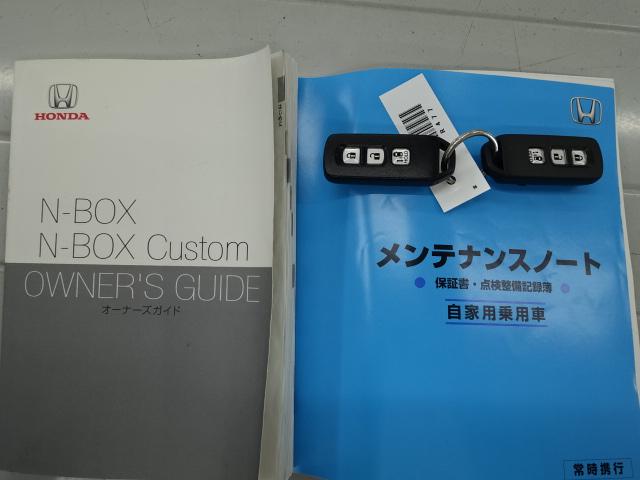 HONDA
N-BOX
N-BOX Custom
OWNER'S GUIDE
オーナーズガイド
R477
メンテナンスノート
保証書・点検整備記録簿
自家用乗用車
常時携行